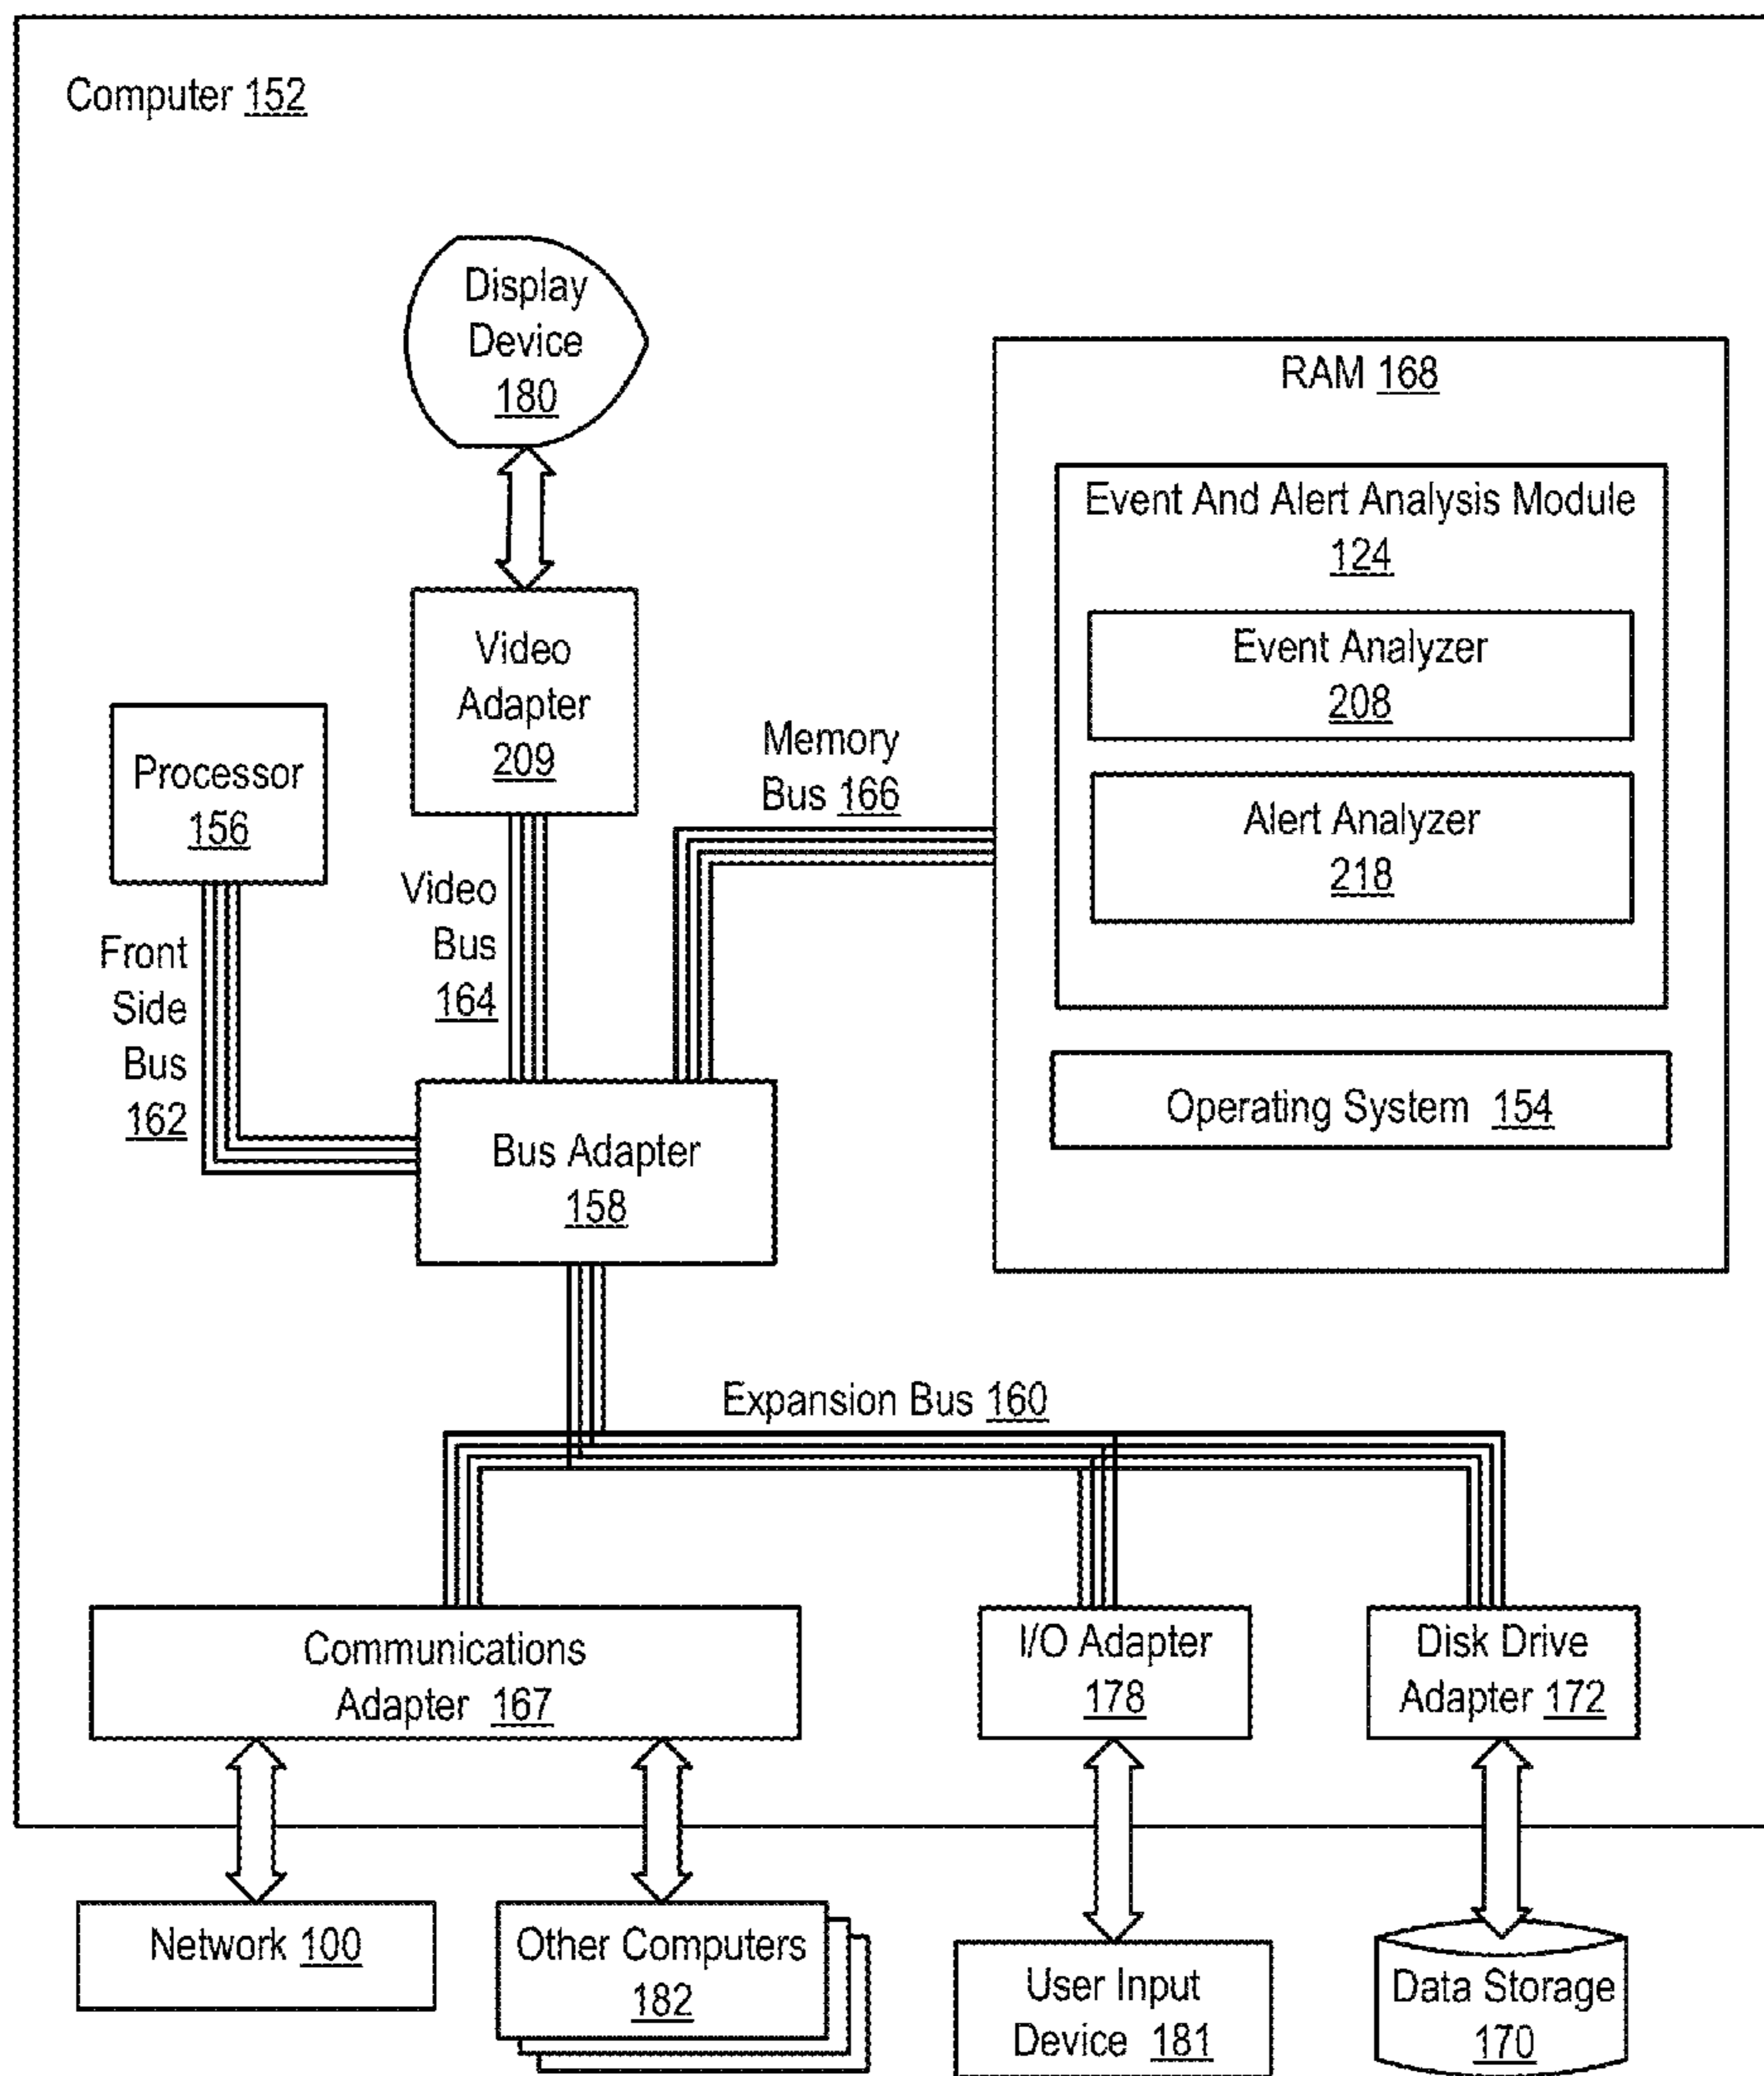 Computer 152
Display
Device
180
RAM 168
Event And Alert Analysis Module
124
Event Analyzer
208
Alert Analyzer
218
Operating System 154
Video
Adapter
209
Processor
156
Memory
Bus 166
Video
Bus
164
Front
Side
Bus
162
Bus Adapter
158
Expansion Bus 160
Communications
Adapter 167
I/O Adapter
178
Disk Drive
Adapter 172
Network 100
Other Computers
182
User Input
Device 181
Data Storage
170